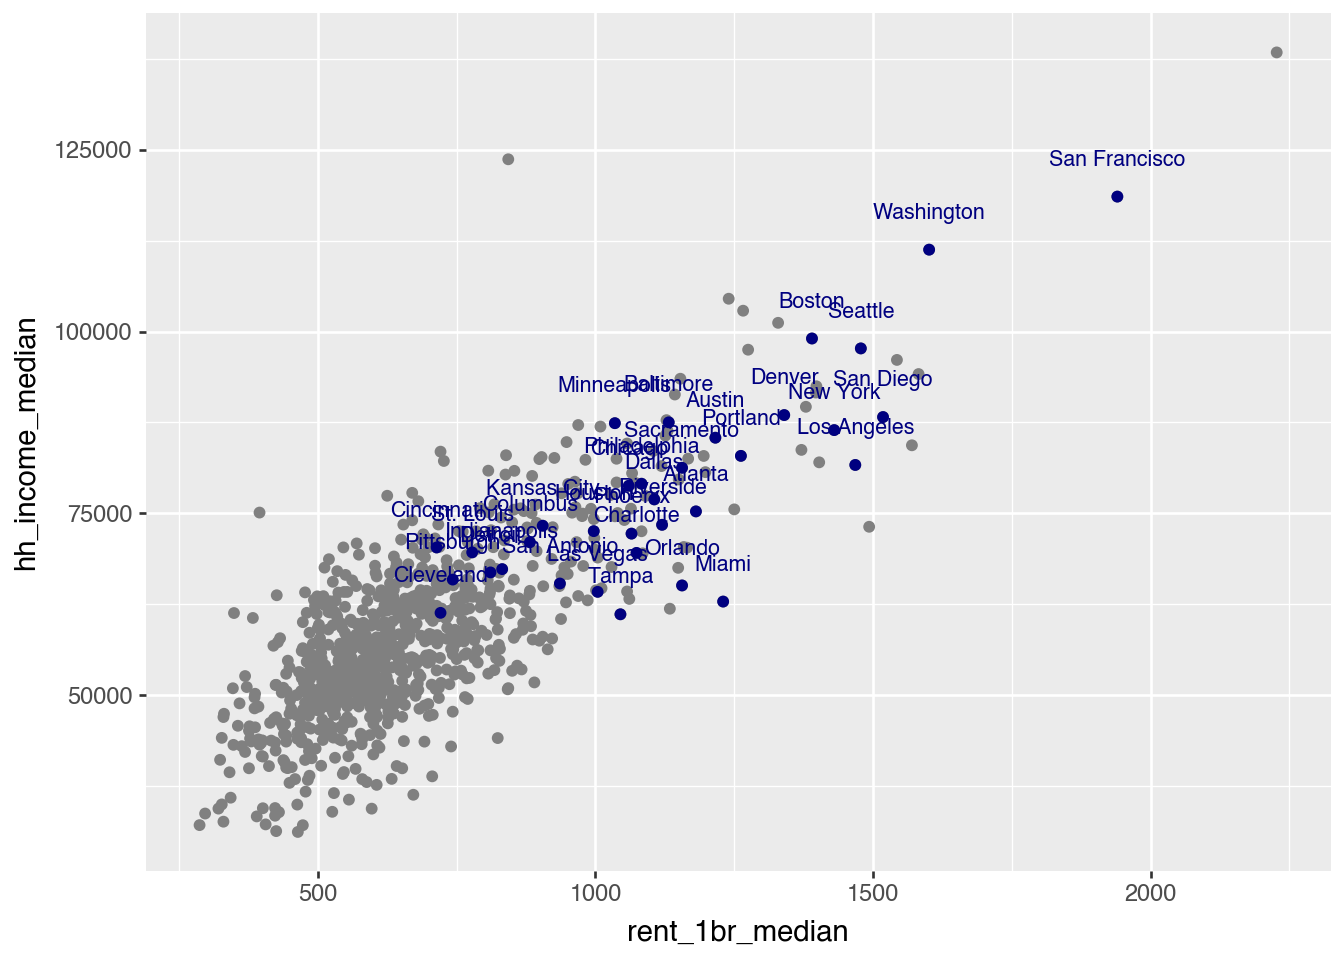 San Francisco
125000
Washington
Boston
Seattle
100000
Denver
San Diego
Minneapolis
Baltimore
New York
Austin
Portland
Los Angeles
Sacramento
Philadelphia
Chicago
Dallas
Atlanta
Kansas City
Riverside
Houston
Phoenix
Columbus
Cincinnati
75000
St. Louis
Charlotte
Indianapolis
Detroit
Pittsburgh
San Antonio
Orlando
Las Vegas
Miami
Cleveland
Tampa
50000
500
1000
1500
2000
rent_1br_median
hh_income_median